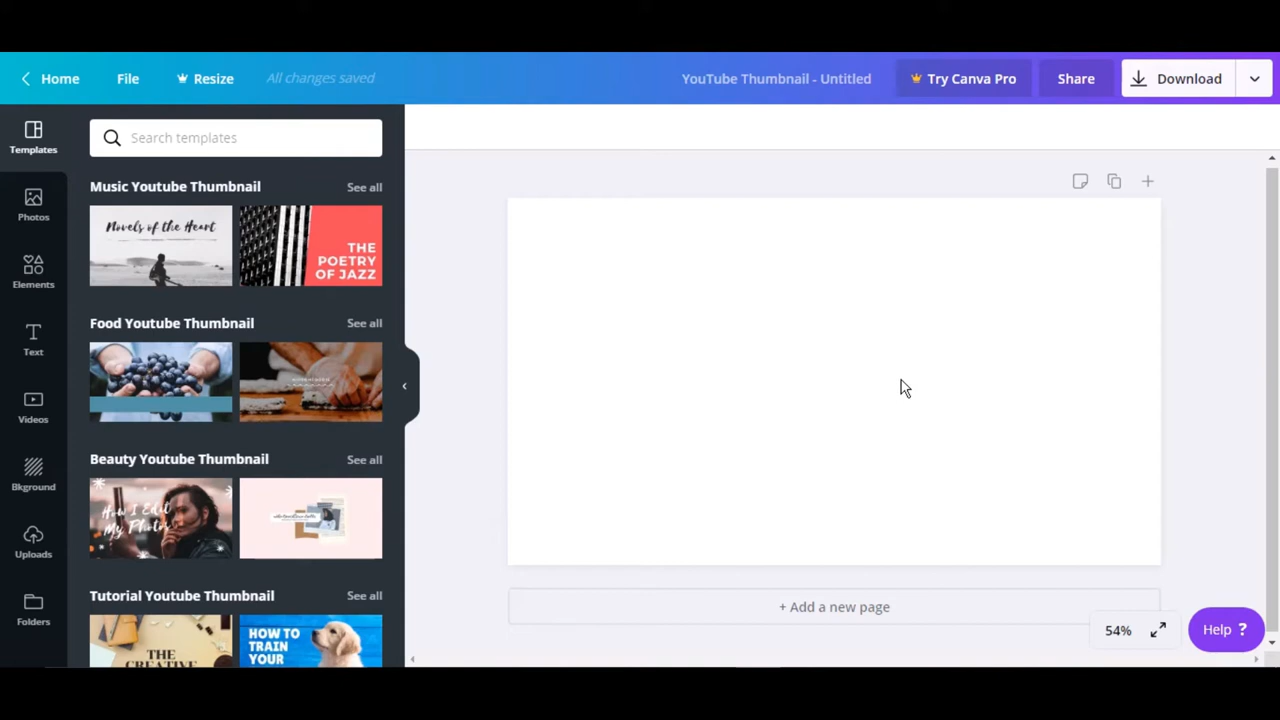 Home
File
Resize
All changes saved
YouTube Thumbnail - Untitled
Try Canva Pro
Share
Download
Templates
Photos
Elements
Text
Videos
Bkground
Uploads
Folders
Search templates
Music Youtube Thumbnail
See all
Novels of the Heart
THE
POETRY
OF JAZZ
Food Youtube Thumbnail
See all
Beauty Youtube Thumbnail
See all
How I Edit
My Photos
Tutorial Youtube Thumbnail
See all
THE
CREATIVE
HOW TO
TRAIN
YOUR
+ Add a new page
54%
Help ?